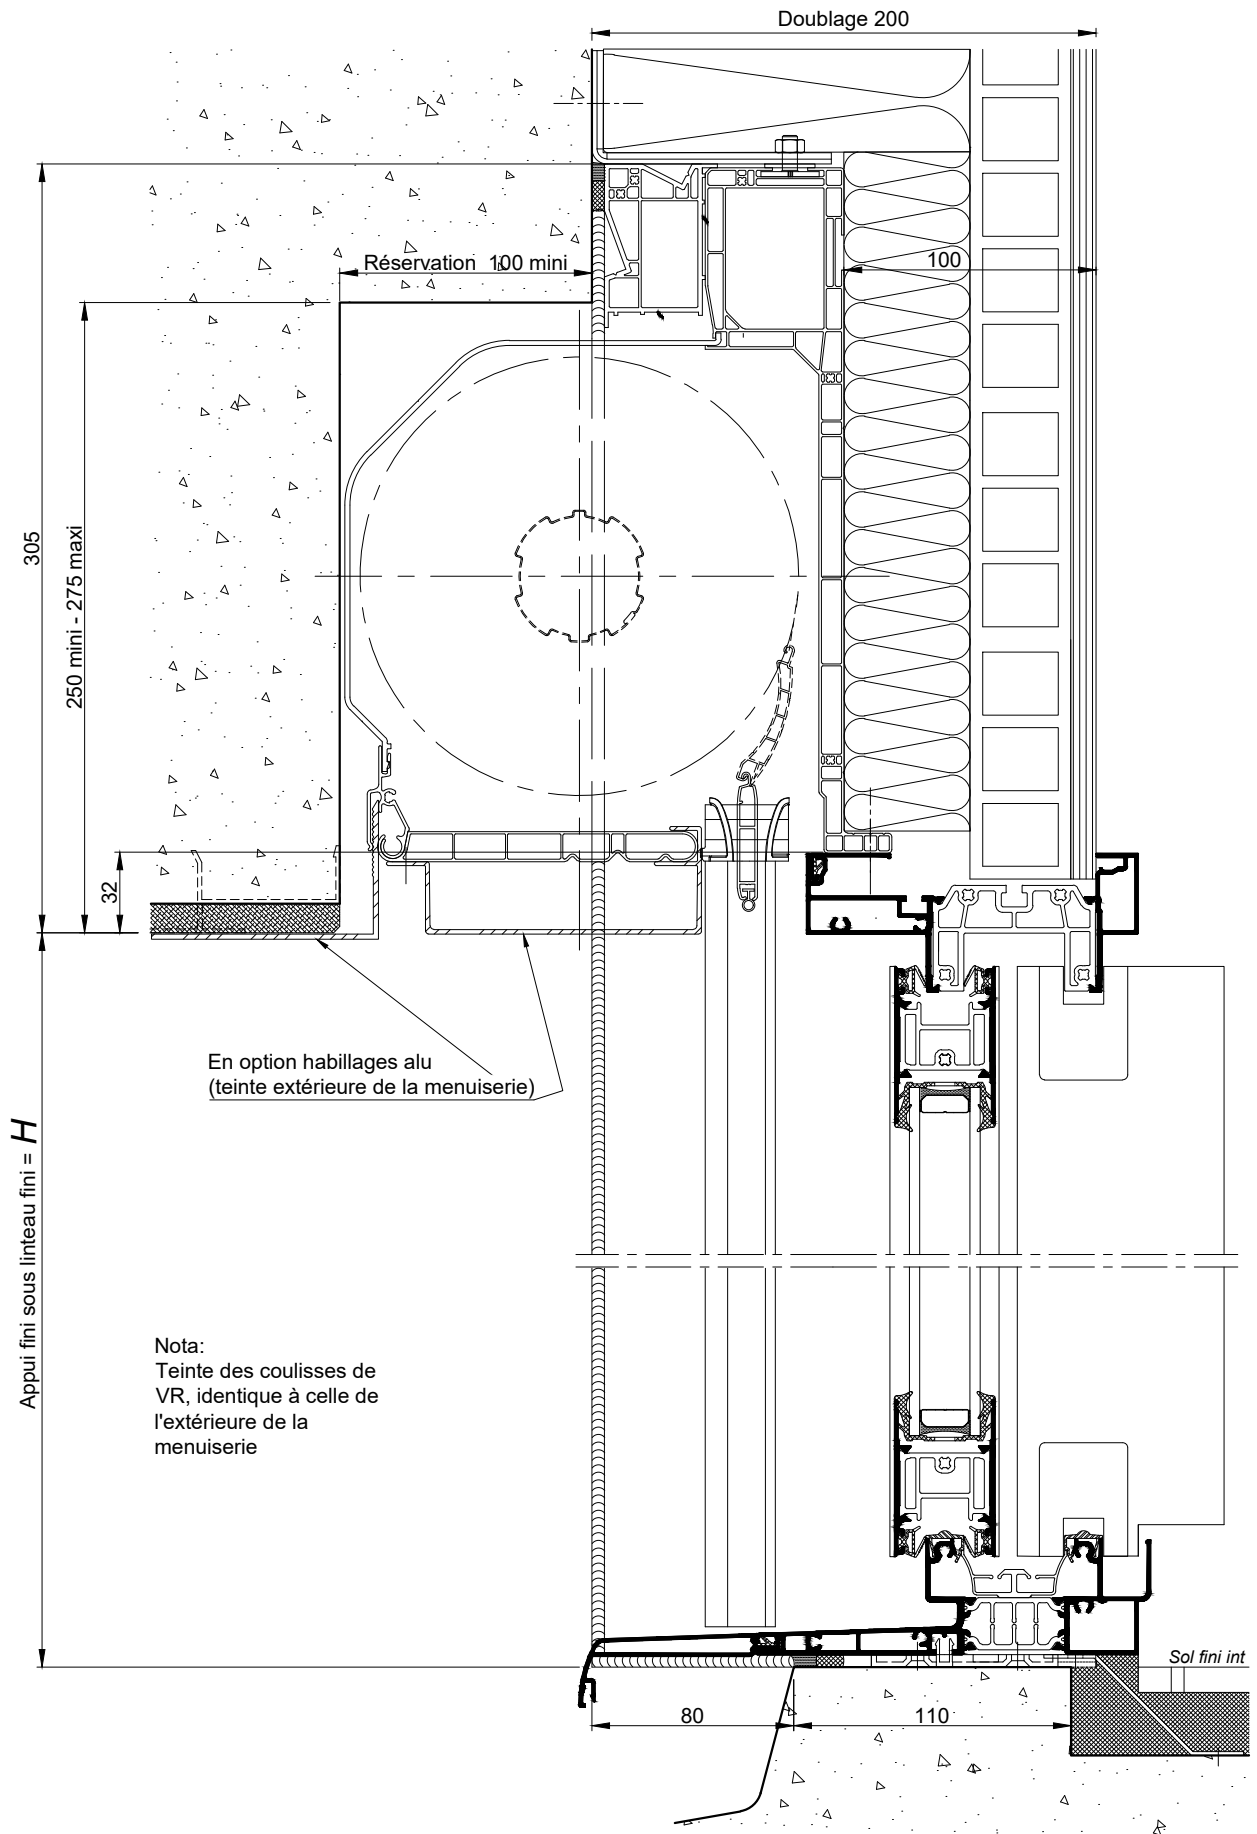 Doublage 200
Réservation 100 mini
100
305
250 mini - 275 maxi
32
En option habillages alu
(teinte extérieure de la menuiserie)
Appui fini sous linteau fini = H
Nota:
Teinte des coulisses de
VR, identique à celle de
l'extérieure de la
menuiserie
Sol fini int
80
110